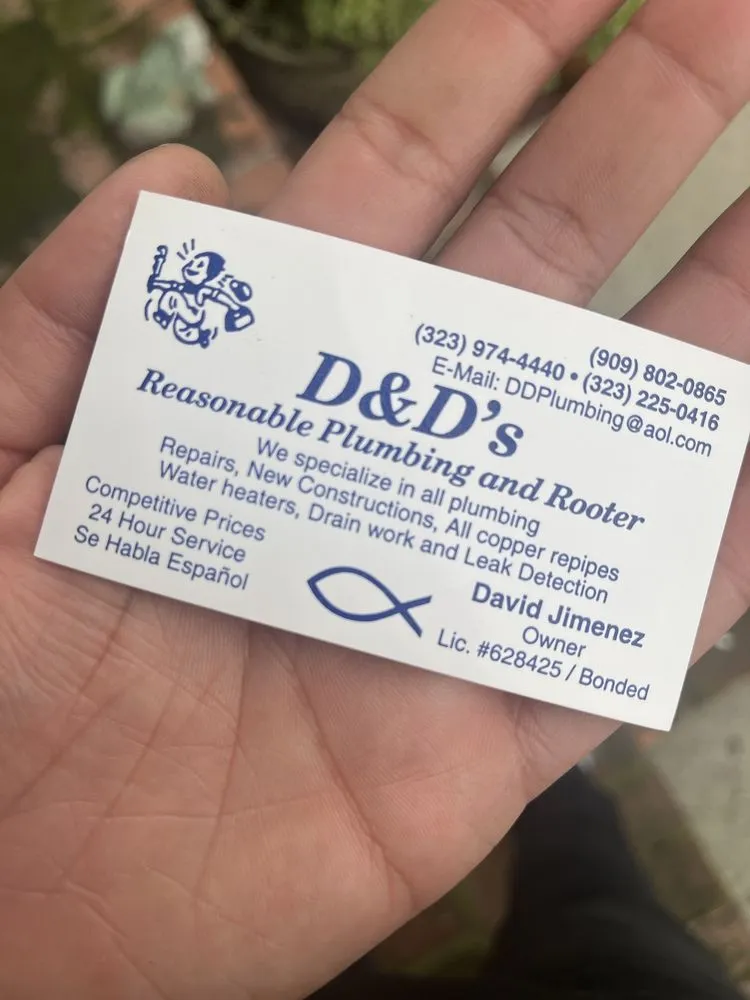 (909) 802-0865
(323) 974-4440 • (323) 225-0416
E-Mail: DDPlumbing@aol.com
D&D's
Reasonable Plumbing and Rooter
We specialize in all plumbing
Repairs, New Constructions, All copper repipes
Water heaters, Drain work and Leak Detection
Competitive Prices
24 Hour Service
Se Habla Español
David Jimenez
Owner
Lic. #628425 / Bonded